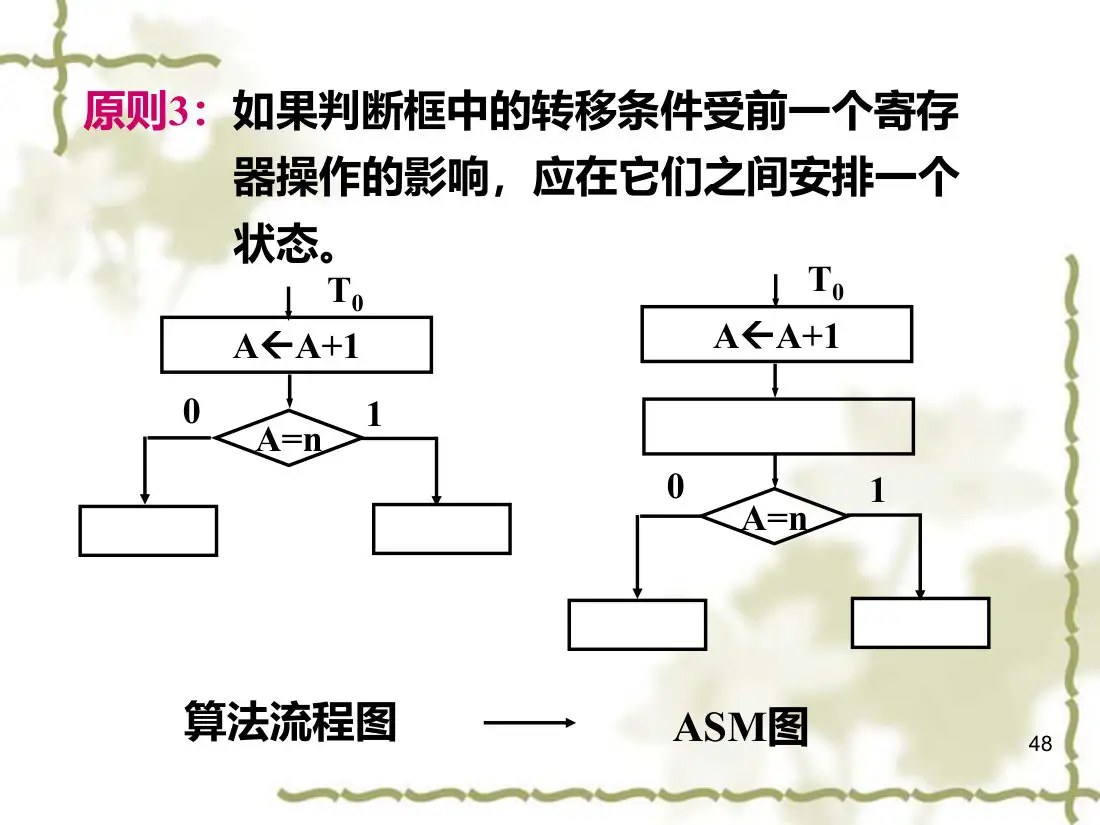 原则3：如果判断框中的转移条件受前一个寄存
器操作的影响，应在它们之间安排一个
状态。
T₀
A←A+1
0
1
A=n
T₀
A←A+1
0
1
A=n
算法流程图
ASM图
48